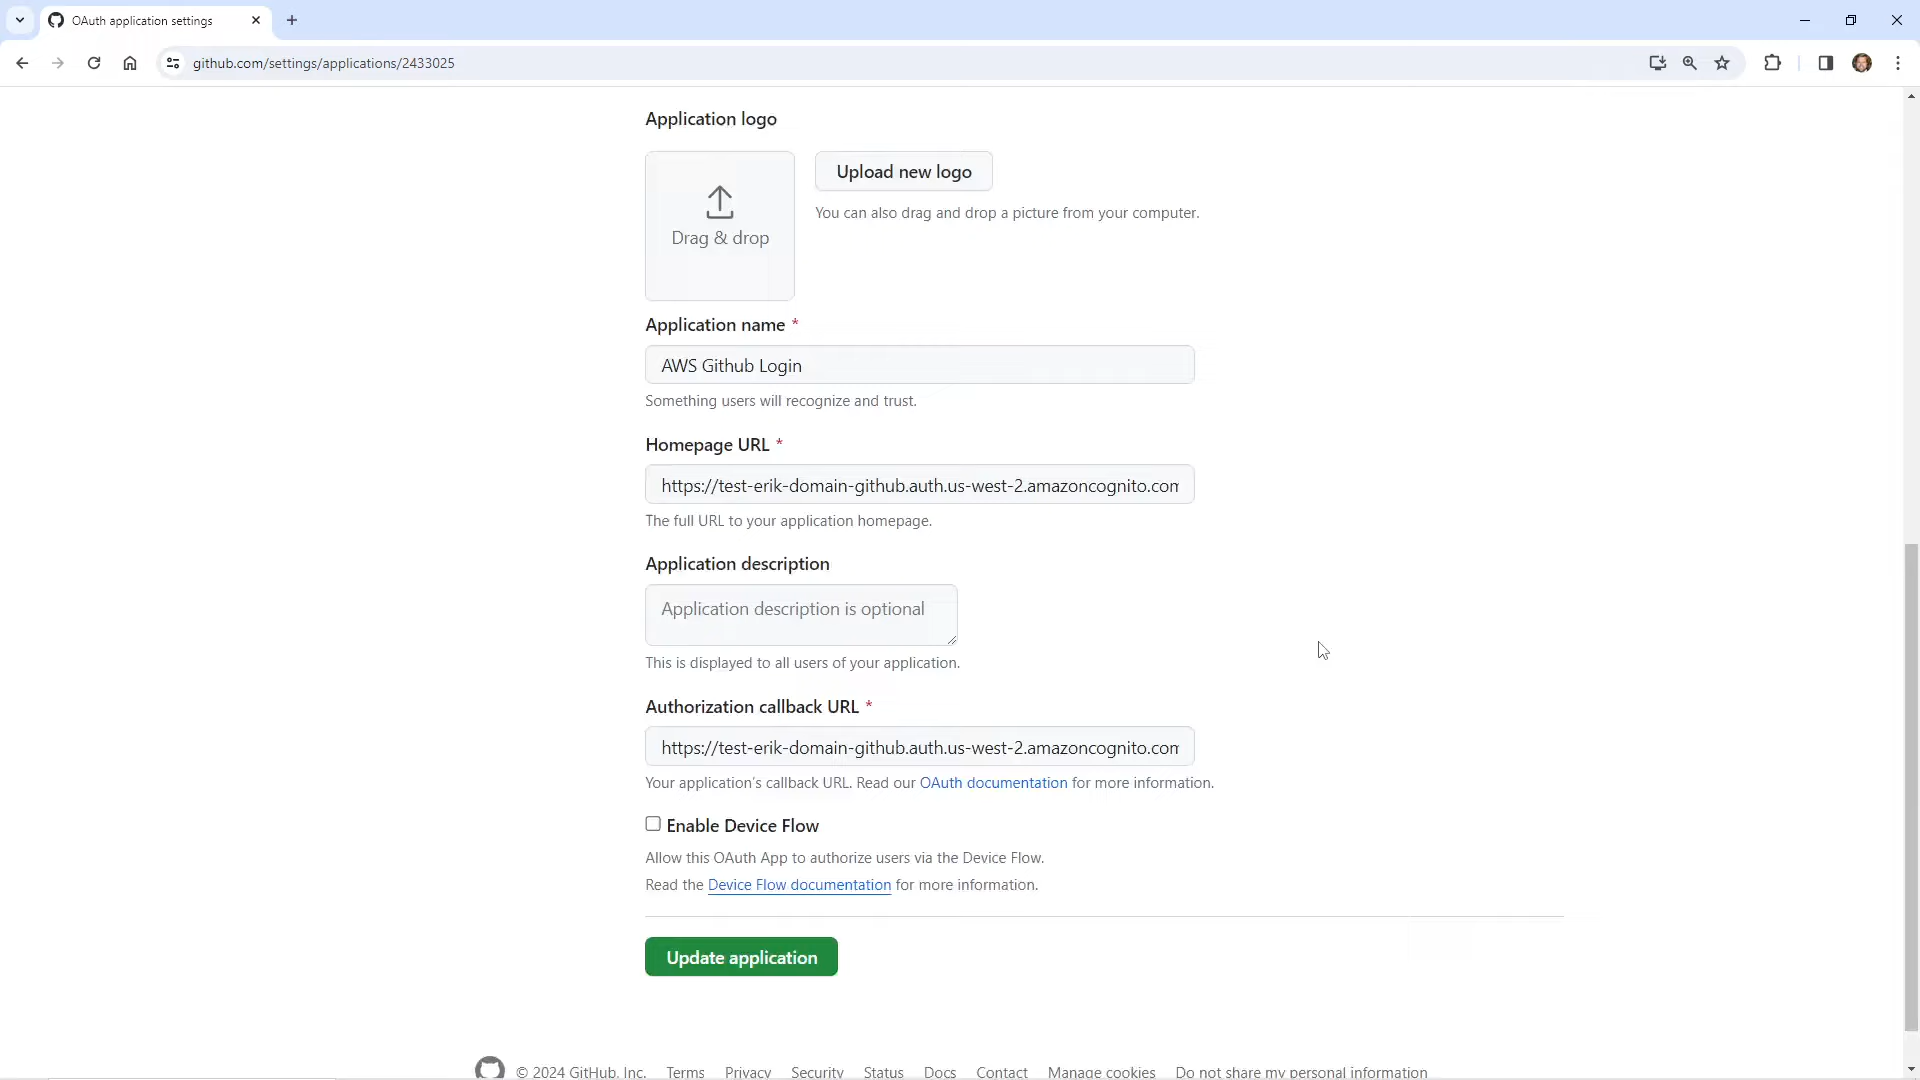 OAuth application settings
github.com/settings/applications/2433025
Application logo
Upload new logo
Drag & drop
You can also drag and drop a picture from your computer.
Application name *
AWS Github Login
Something users will recognize and trust.
Homepage URL *
https://test-erik-domain-github.auth.us-west-2.amazoncognito.com
The full URL to your application homepage.
Application description
Application description is optional
This is displayed to all users of your application.
Authorization callback URL *
https://test-erik-domain-github.auth.us-west-2.amazoncognito.com
Your application's callback URL. Read our OAuth documentation for more information.
Enable Device Flow
Allow this OAuth App to authorize users via the Device Flow.
Read the Device Flow documentation for more information.
Update application
© 2024 GitHub, Inc. Terms Privacy Security Status Docs Contact Manage cookies Do not share my personal information